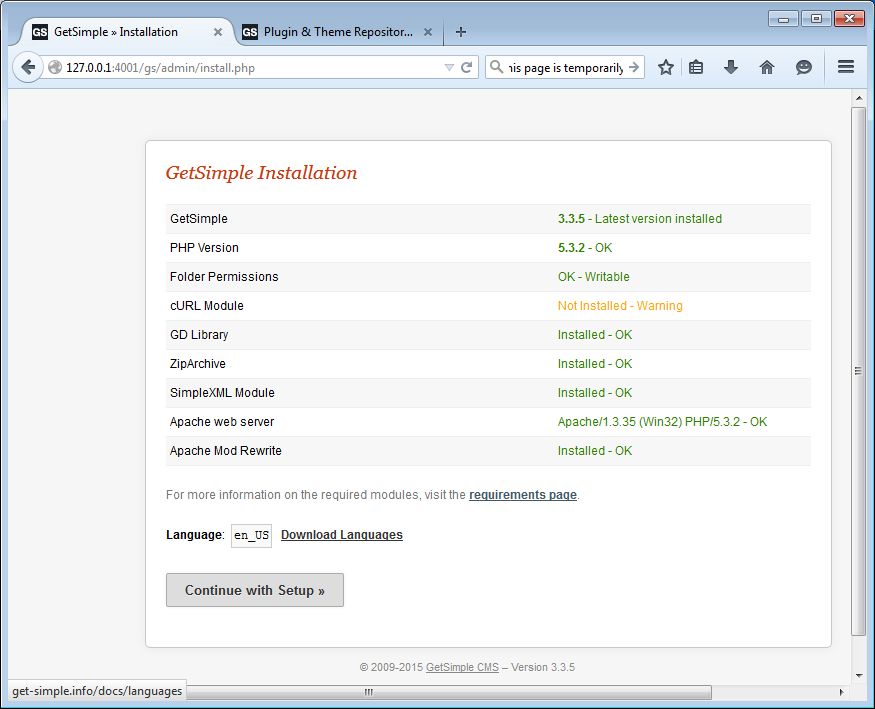 GS GetSimple » Installation
GS Plugin & Theme Repositor...
127.0.0.1:4001/gs/admin/install.php
his page is temporarily
GetSimple Installation
GetSimple 3.3.5 - Latest version installed
PHP Version 5.3.2 - OK
Folder Permissions OK - Writable
cURL Module Not Installed - Warning
GD Library Installed - OK
ZipArchive Installed - OK
SimpleXML Module Installed - OK
Apache web server Apache/1.3.35 (Win32) PHP/5.3.2 - OK
Apache Mod Rewrite Installed - OK
For more information on the required modules, visit the requirements page.
Language: en_US Download Languages
Continue with Setup »
© 2009-2015 GetSimple CMS – Version 3.3.5
get-simple.info/docs/languages